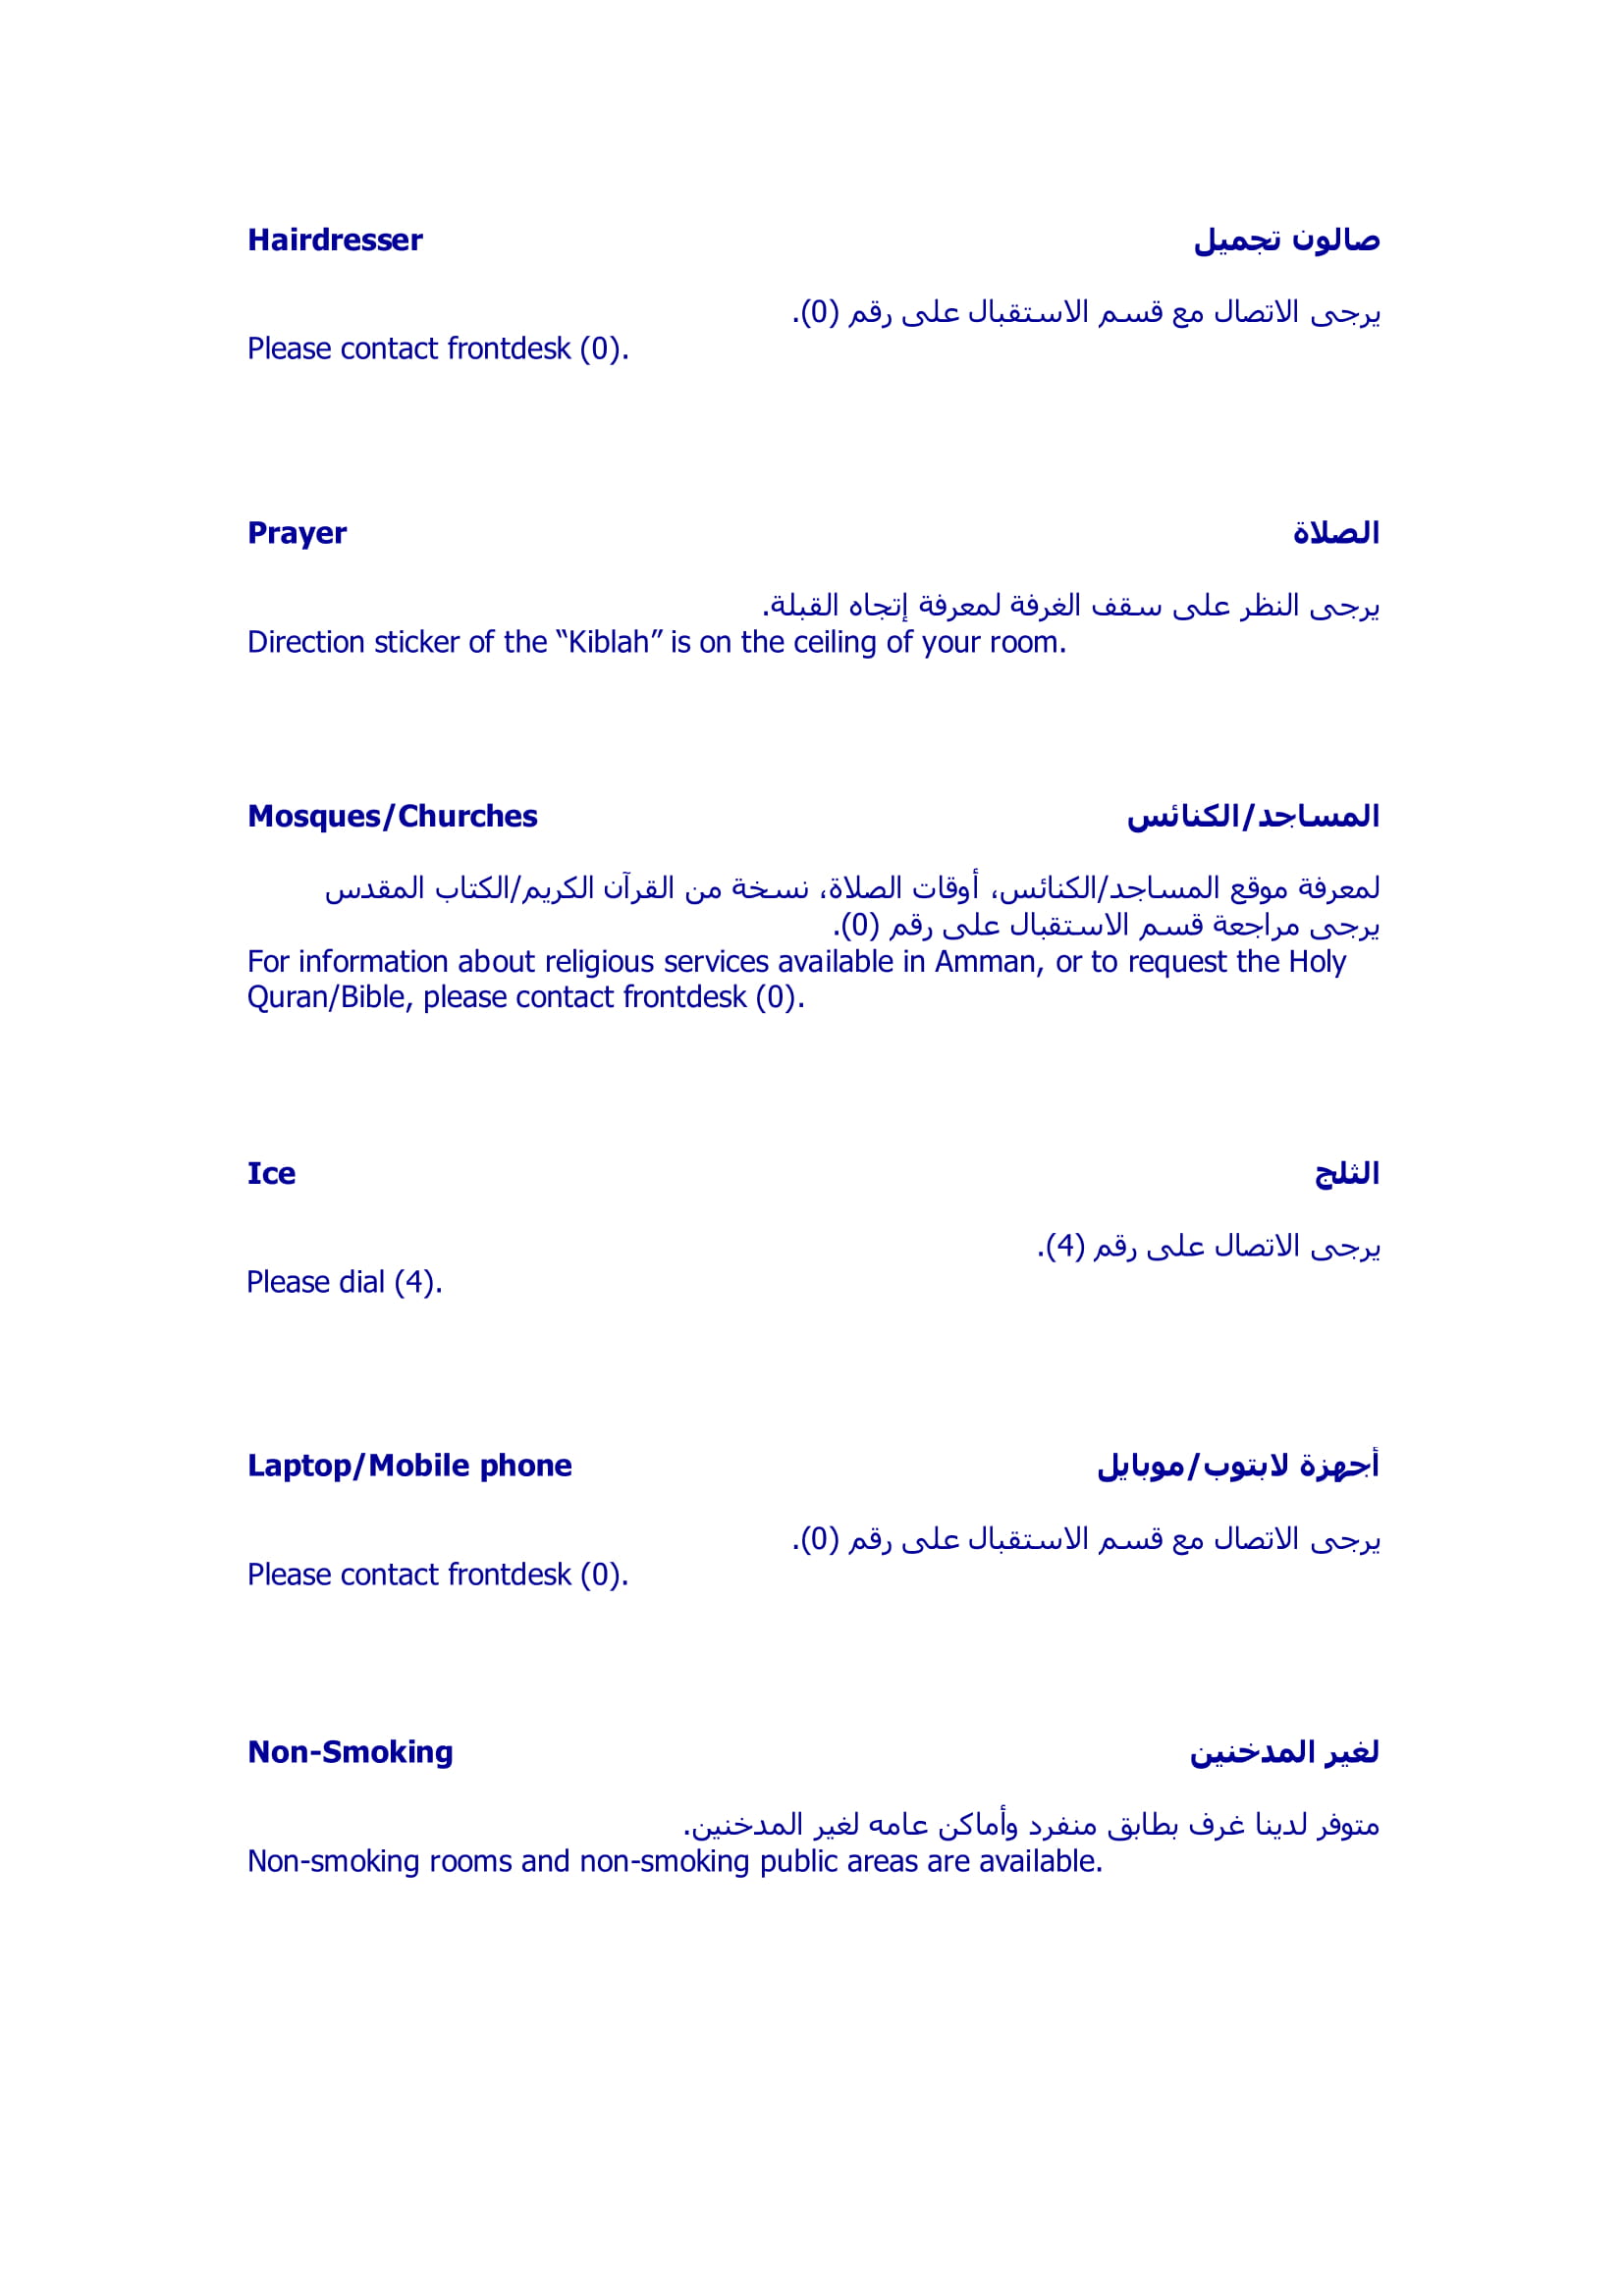 Hairdresser صالون تجميل
يرجى الاتصال مع قسم الاستقبال على رقم (0).
Please contact frontdesk (0).
Prayer الصلاة
يرجى النظر على سقف الغرفة لمعرفة إتجاه القبلة.
Direction sticker of the “Kiblah” is on the ceiling of your room.
Mosques/Churches المساجد/الكنائس
لمعرفة موقع المساجد/الكنائس، أوقات الصلاة، نسخة من القرآن الكريم/الكتاب المقدس
يرجى مراجعة قسم الاستقبال على رقم (0).
For information about religious services available in Amman, or to request the Holy
Quran/Bible, please contact frontdesk (0).
Ice الثلج
يرجى الاتصال على رقم (4).
Please dial (4).
Laptop/Mobile phone أجهزة لابتوب/موبايل
يرجى الاتصال مع قسم الاستقبال على رقم (0).
Please contact frontdesk (0).
Non-Smoking لغير المدخنين
متوفر لدينا غرف بطابق منفرد وأماكن عامه لغير المدخنين.
Non-smoking rooms and non-smoking public areas are available.